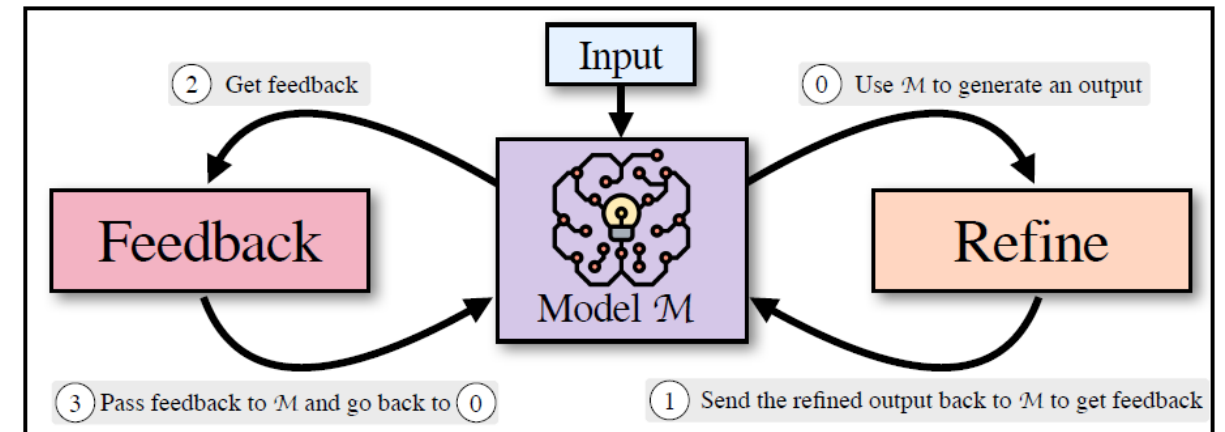 Input
② Get feedback
⓪ Use ℳ to generate an output
Feedback
Refine
Model ℳ
③ Pass feedback to ℳ and go back to ⓪
① Send the refined output back to ℳ to get feedback